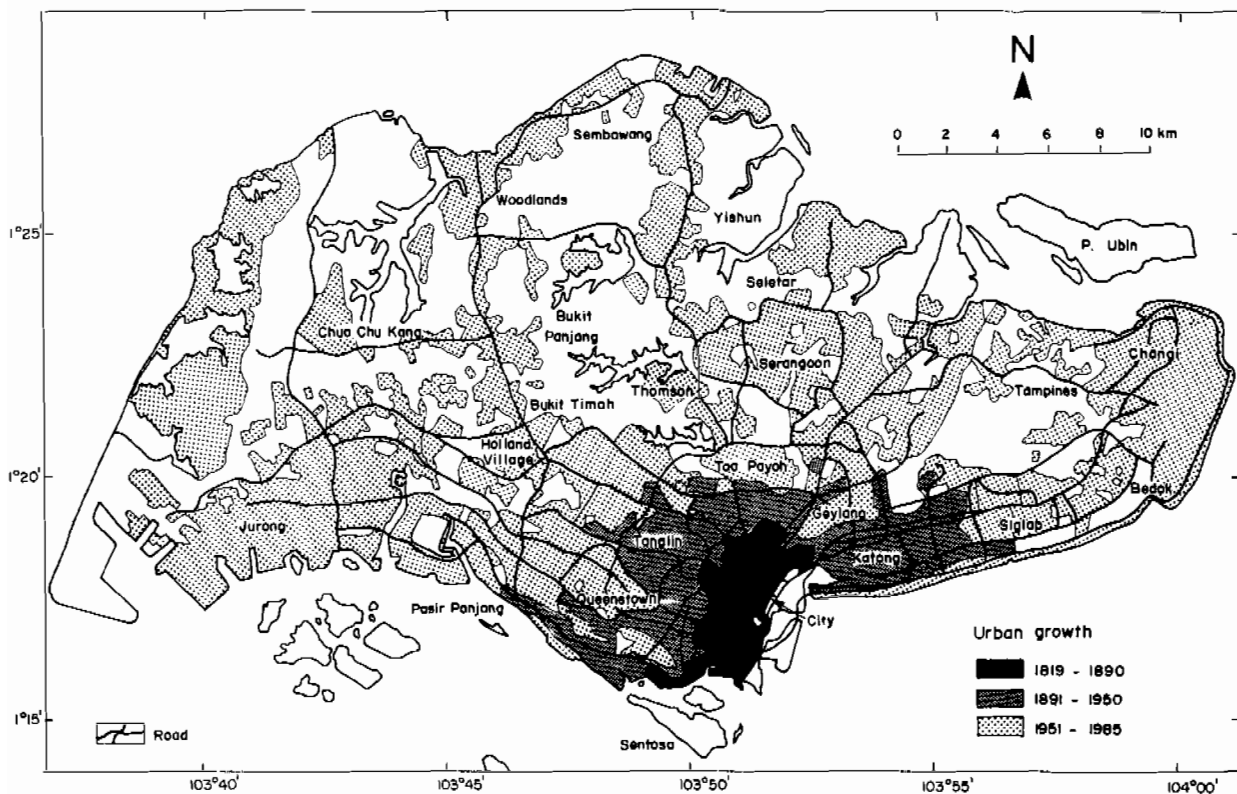 N
0 2 4 6 8 10 km
Sembawang
Woodlands
Yishun
1°25'
P. Ubin
Seletar
Bukit
Panjang
Chua Chu Kang
Changi
Serangoon
Thomson
Tampines
Bukit Timah
Holland
Village
Toa Payoh
1°20'
Bedok
Geylang
Jurong
Siglap
Tanglin
Katong
Queenstown
Pasir Panjang
City
Urban growth
1819 - 1890
1891 - 1950
1951 - 1985
1°15'
Road
Sentosa
103°40'
103°45'
103°50'
103°55'
104°00'